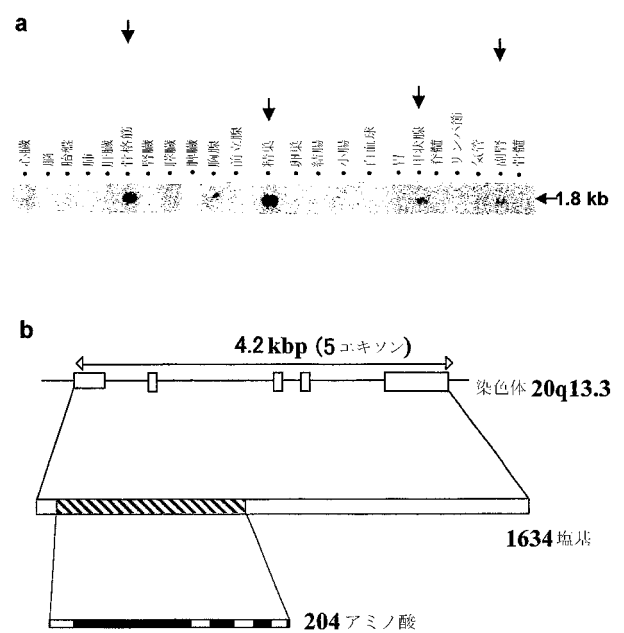 a
心臓
脳
胎盤
肺
肝臓
骨格筋
腎臓
膵臓
脾臓
胸腺
前立腺
精巣
卵巣
結腸
小腸
白血球
胃
甲状腺
脊髄
リンパ節
気管
副腎
骨髄
1.8 kb
b
4.2 kbp (5 エキソン)
染色体 20q13.3
1634 塩基
204 アミノ酸